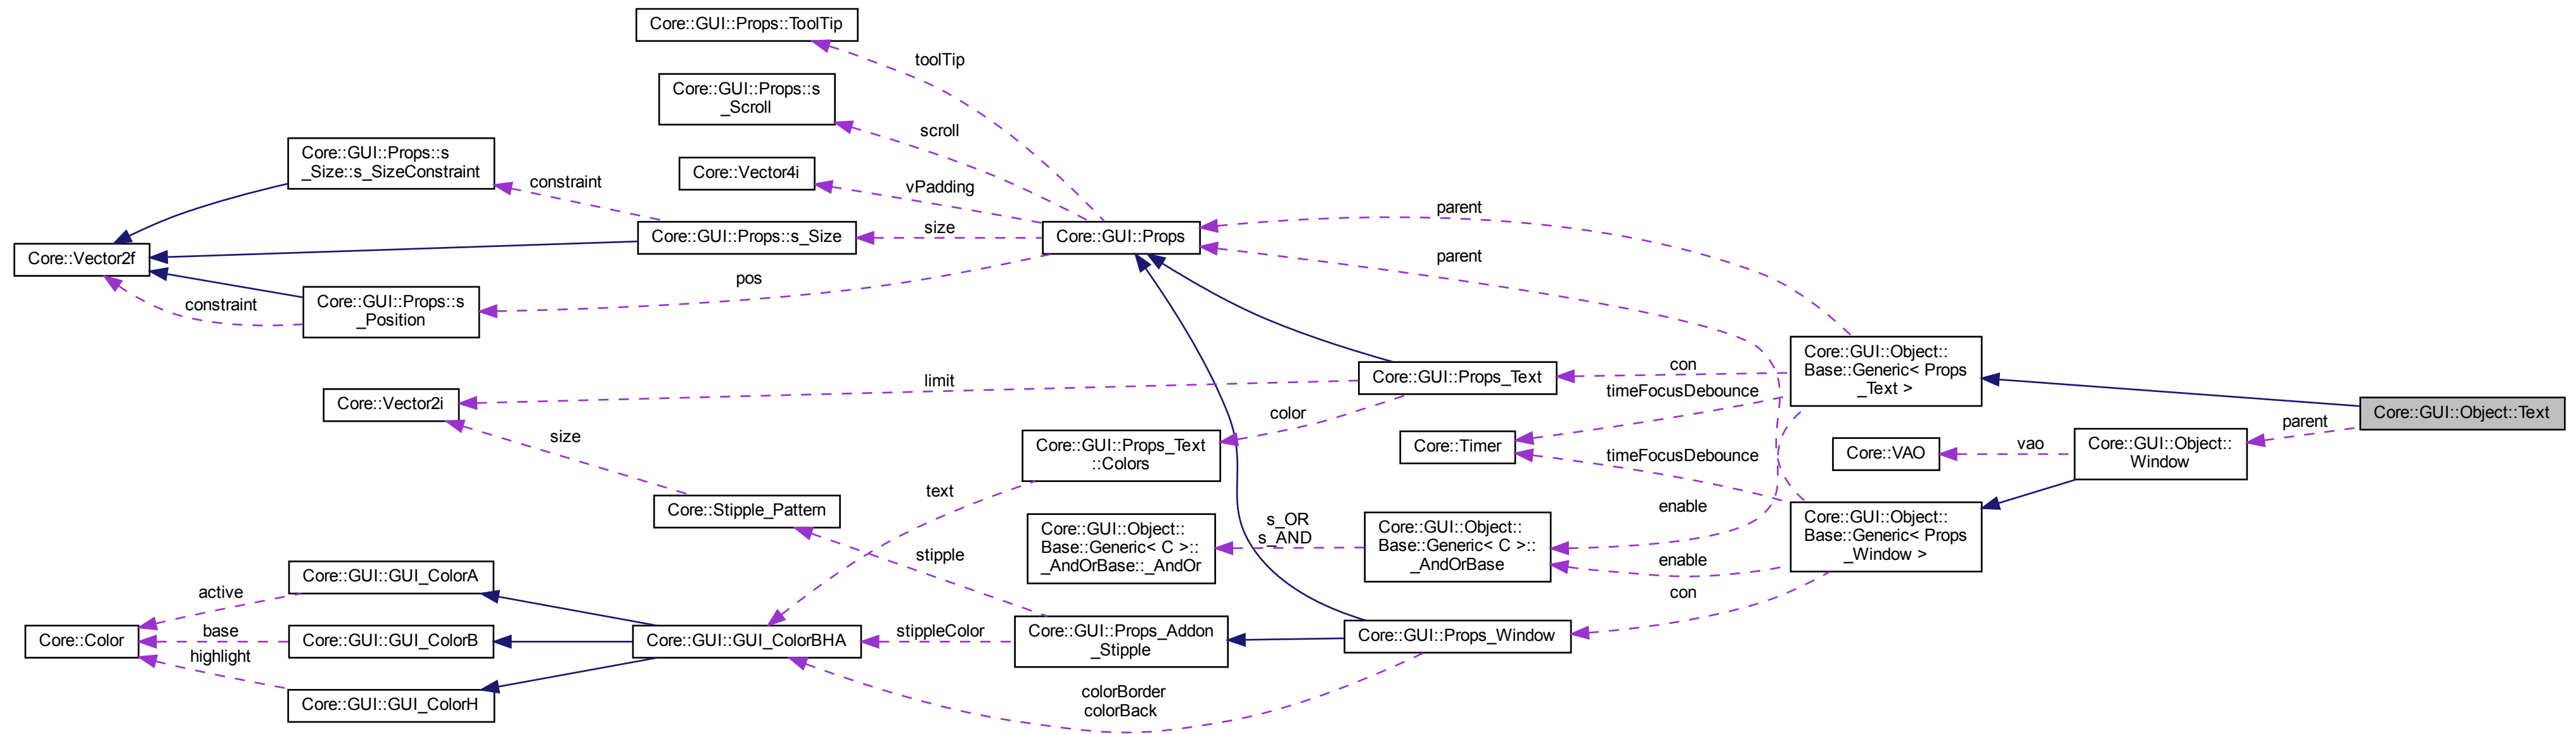 Core::GUI::Props::ToolTip
toolTip
Core::GUI::Props::s
_Scroll
scroll
Core::GUI::Props::s
_Size::s_SizeConstraint
constraint
Core::Vector4i
vPadding
Core::GUI::Props::s_Size
size
Core::GUI::Props
parent
parent
Core::Vector2f
constraint
Core::GUI::Props::s
_Position
pos
Core::GUI::Object::
Base::Generic< Props
_Text >
con
timeFocusDebounce
Core::GUI::Props_Text
limit
color
Core::Vector2i
size
Core::GUI::Object::Text
parent
Core::GUI::Object::
Window
vao
Core::VAO
Core::Timer
timeFocusDebounce
Core::GUI::Props_Text
::Colors
text
Core::Stipple_Pattern
stipple
Core::GUI::Object::
Base::Generic< C >::
_AndOrBase::_AndOr
s_OR
s_AND
Core::GUI::Object::
Base::Generic< C >::
_AndOrBase
enable
enable
con
Core::GUI::Object::
Base::Generic< Props
_Window >
Core::GUI::GUI_ColorA
active
Core::Color
base
highlight
Core::GUI::GUI_ColorB
Core::GUI::GUI_ColorH
Core::GUI::GUI_ColorBHA
stippleColor
Core::GUI::Props_Addon
_Stipple
Core::GUI::Props_Window
colorBorder
colorBack